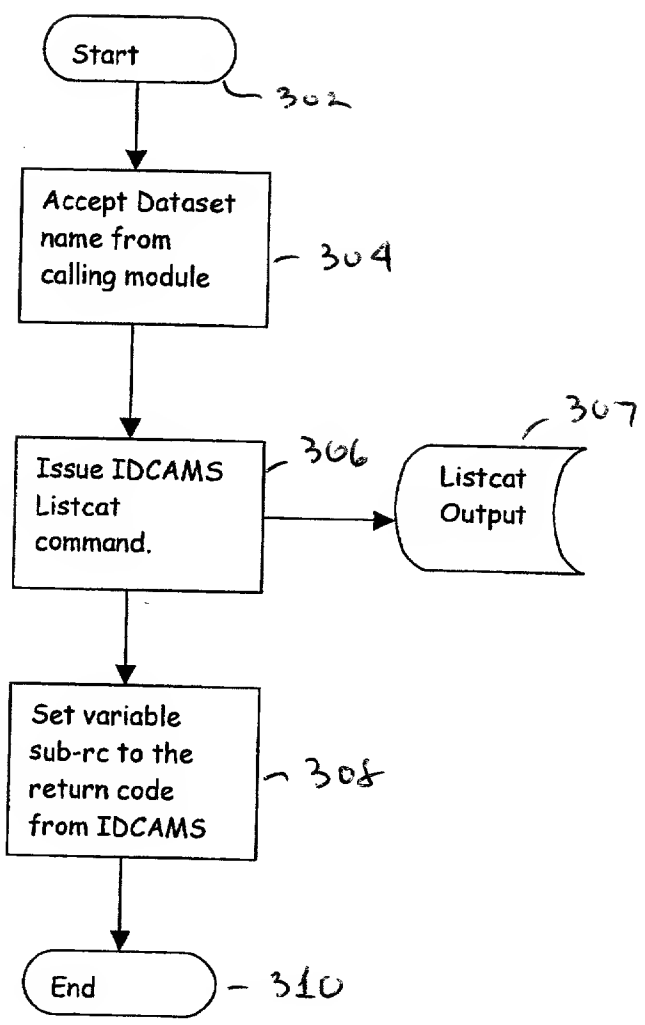 Start
302
Accept Dataset
name from
calling module
304
307
306
Issue IDCAMS
Listcat
command.
Listcat
Output
Set variable
sub-rc to the
return code
from IDCAMS
308
End
310